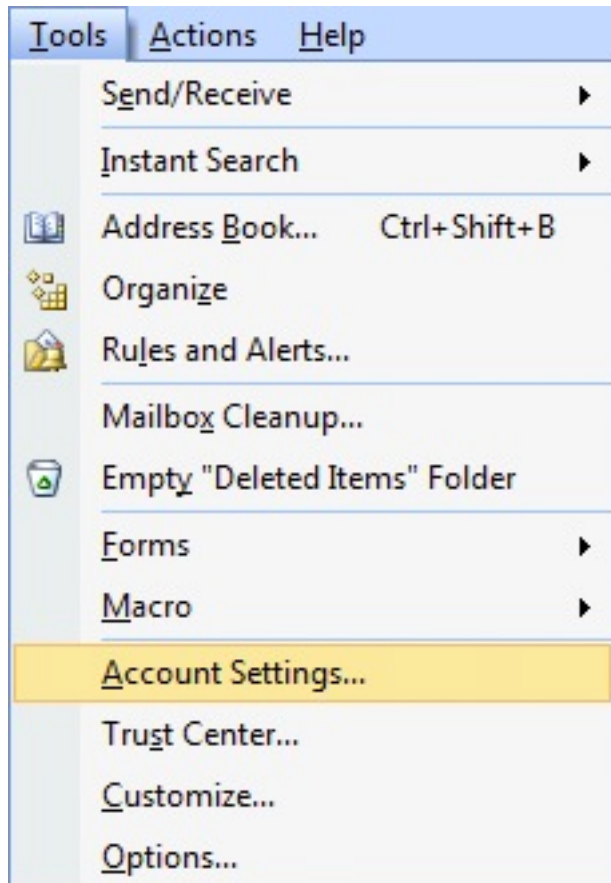 Tools Actions Help
Send/Receive
Instant Search
Address Book... Ctrl+Shift+B
Organize
Rules and Alerts...
Mailbox Cleanup...
Empty "Deleted Items" Folder
Forms
Macro
Account Settings...
Trust Center...
Customize...
Options...